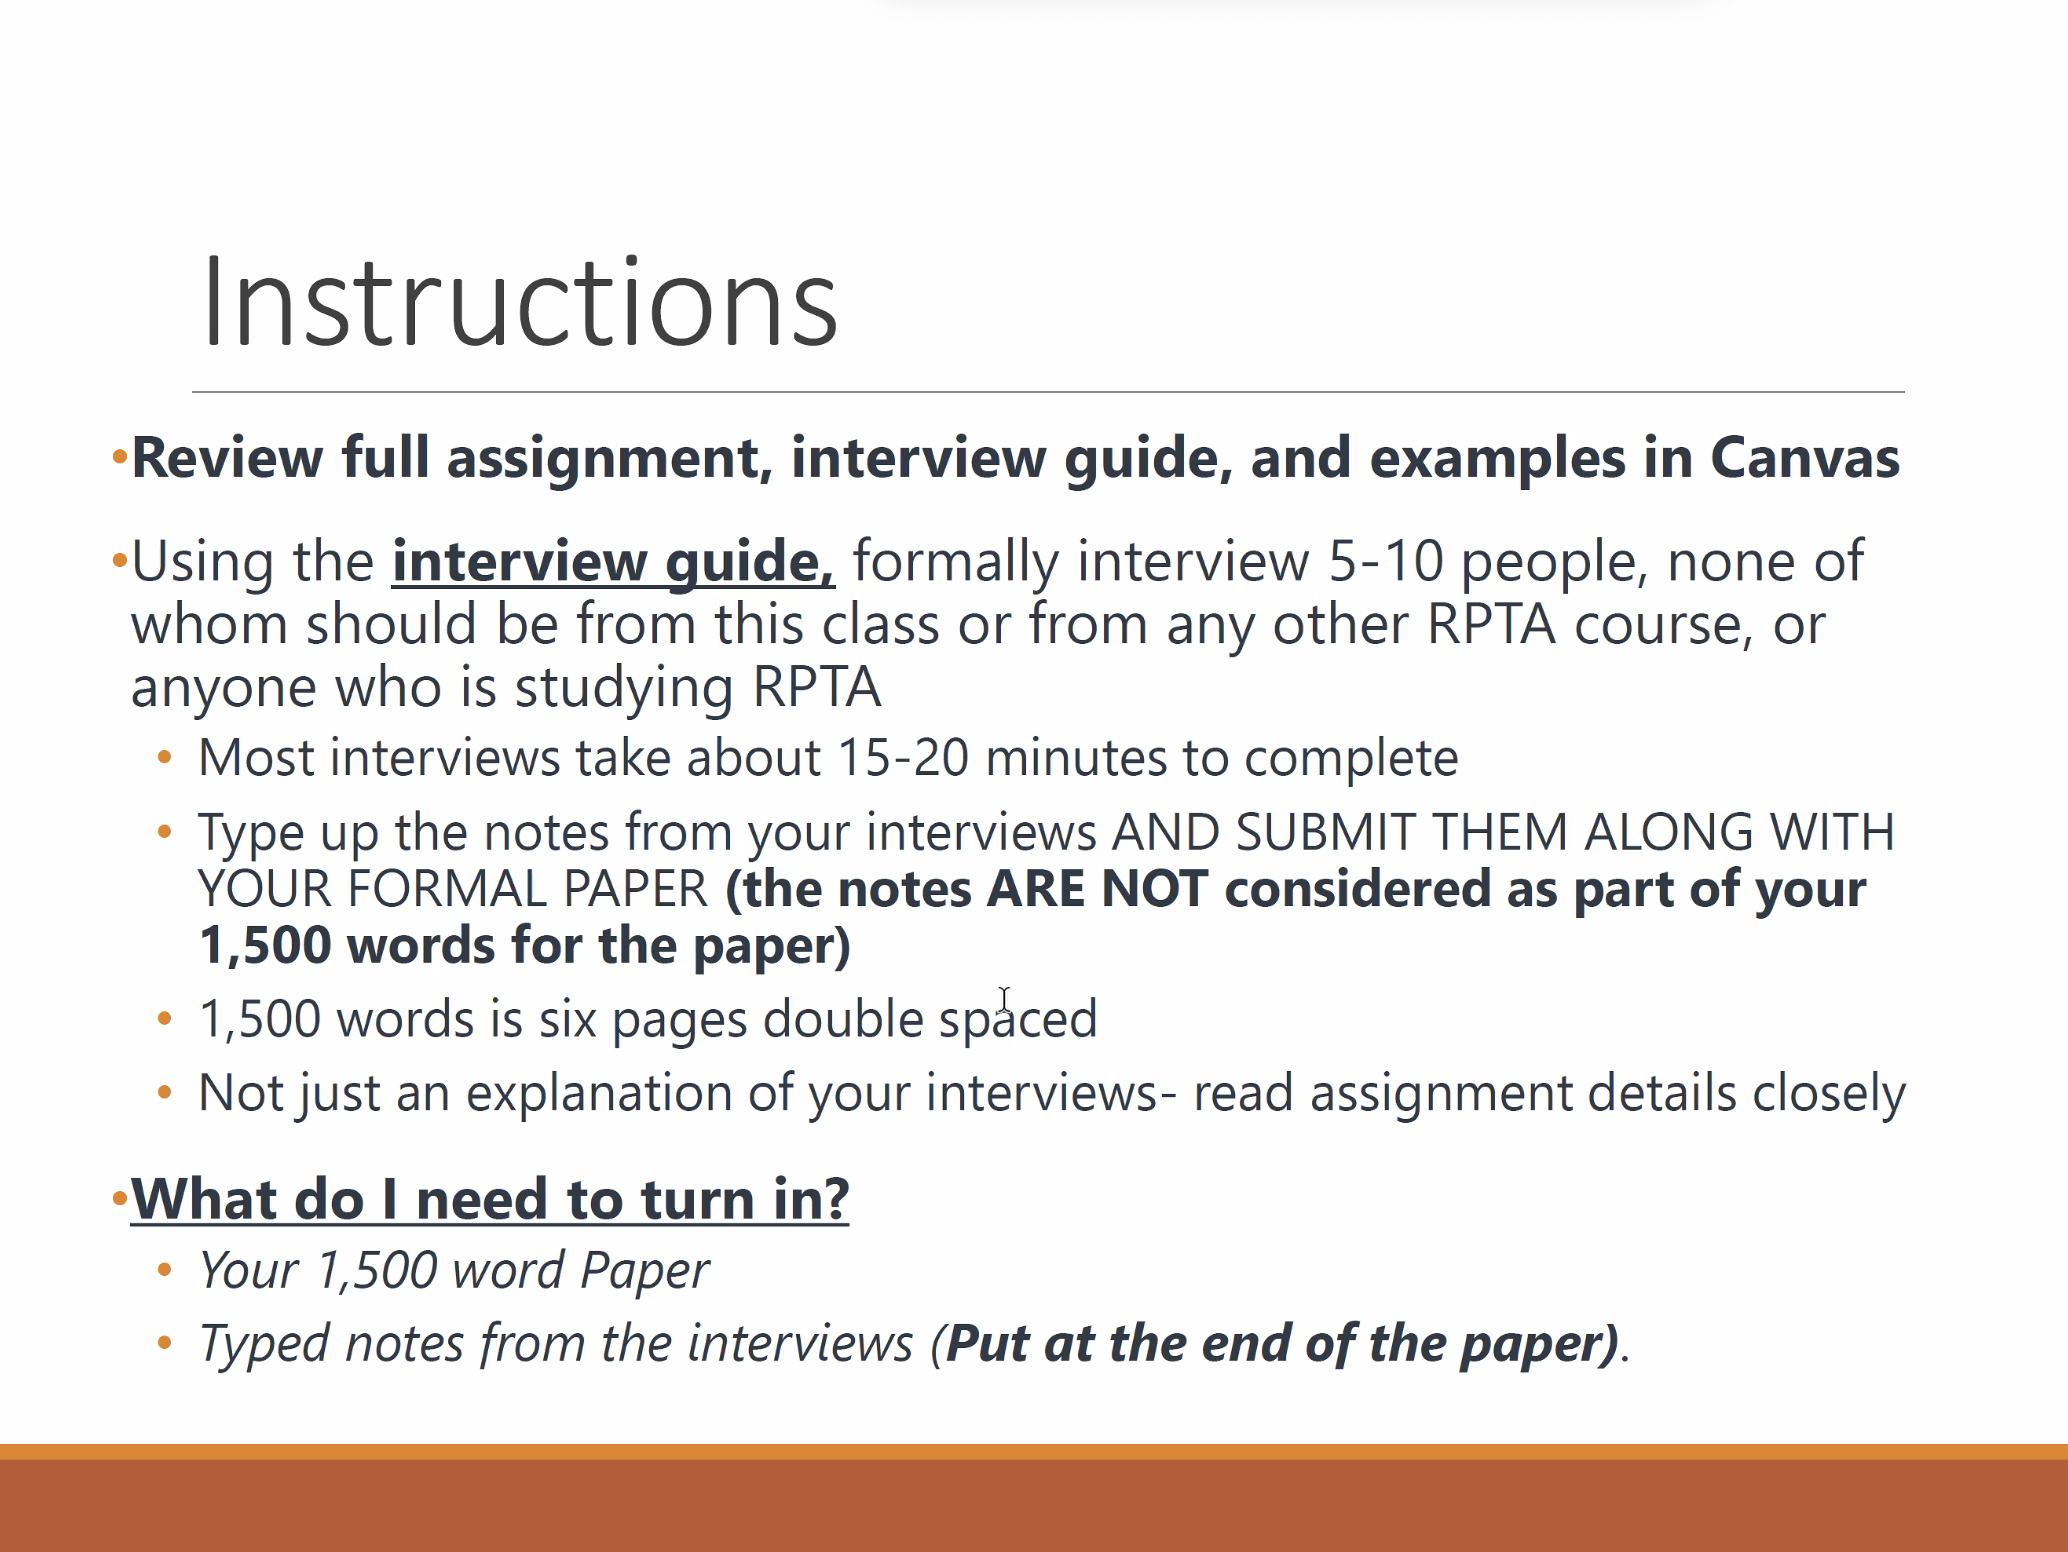 Instructions
•Review full assignment, interview guide, and examples in Canvas
•Using the interview guide, formally interview 5-10 people, none of
whom should be from this class or from any other RPTA course, or
anyone who is studying RPTA
• Most interviews take about 15-20 minutes to complete
• Type up the notes from your interviews AND SUBMIT THEM ALONG WITH
YOUR FORMAL PAPER (the notes ARE NOT considered as part of your
1,500 words for the paper)
• 1,500 words is six pages double spaced
• Not just an explanation of your interviews- read assignment details closely
•What do I need to turn in?
• Your 1,500 word Paper
• Typed notes from the interviews (Put at the end of the paper).